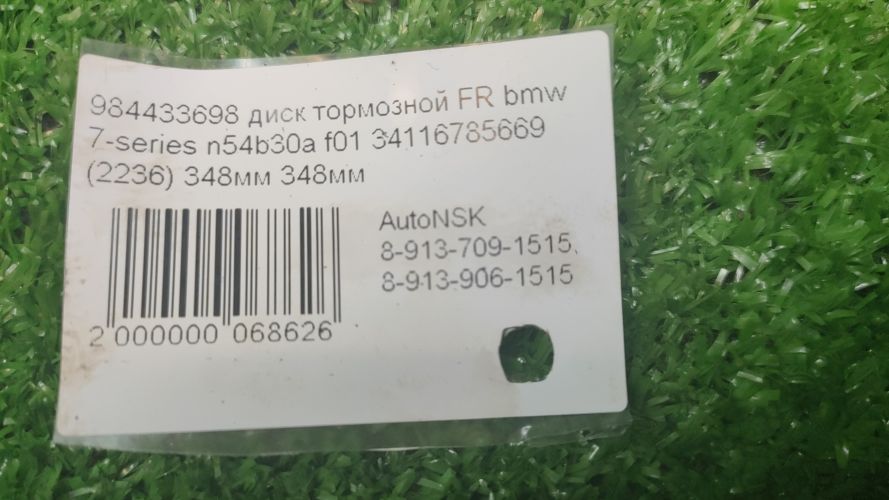 984433698 диск тормозной FR bmw
7-series n54b30a f01 34116785669
(2236) 348мм 348мм
AutoNSK
8-913-709-1515,
8-913-906-1515
2 000000 068626